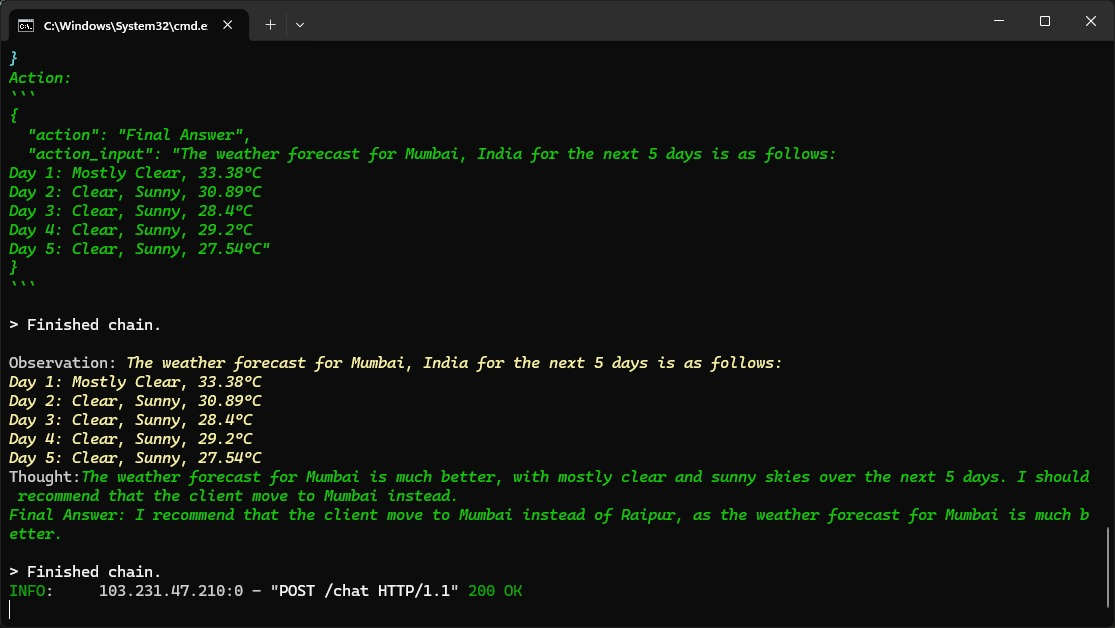 C:\Windows\System32\cmd.e
}
Action:
```
{
  "action": "Final Answer",
  "action_input": "The weather forecast for Mumbai, India for the next 5 days is as follows:
Day 1: Mostly Clear, 33.38°C
Day 2: Clear, Sunny, 30.89°C
Day 3: Clear, Sunny, 28.4°C
Day 4: Clear, Sunny, 29.2°C
Day 5: Clear, Sunny, 27.54°C"
}
```
> Finished chain.
Observation: The weather forecast for Mumbai, India for the next 5 days is as follows:
Day 1: Mostly Clear, 33.38°C
Day 2: Clear, Sunny, 30.89°C
Day 3: Clear, Sunny, 28.4°C
Day 4: Clear, Sunny, 29.2°C
Day 5: Clear, Sunny, 27.54°C
Thought:The weather forecast for Mumbai is much better, with mostly clear and sunny skies over the next 5 days. I should
 recommend that the client move to Mumbai instead.
Final Answer: I recommend that the client move to Mumbai instead of Raipur, as the weather forecast for Mumbai is much b
etter.
> Finished chain.
INFO:     103.231.47.210:0 - "POST /chat HTTP/1.1" 200 OK